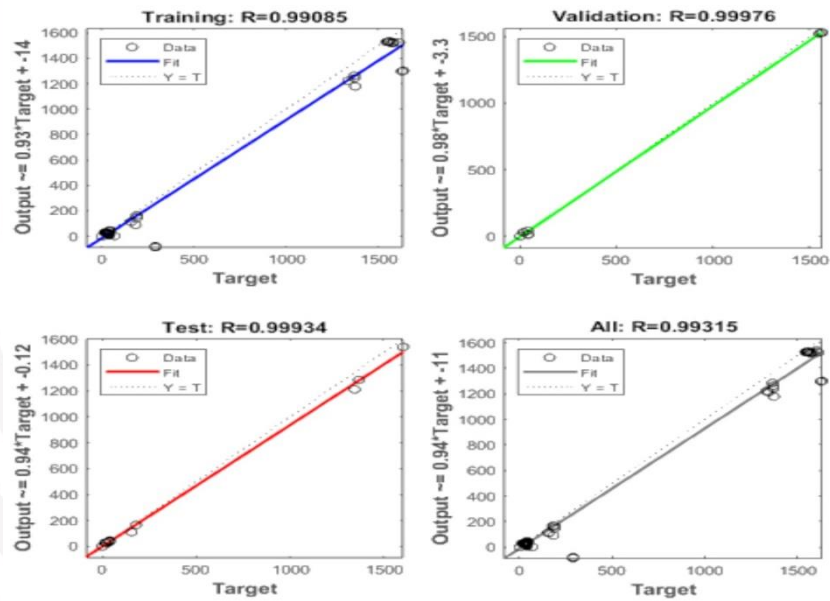 Training: R=0.99085
Output ~= 0.93*Target + -14
1600
1400
1200
1000
800
600
400
200
0
Data
Fit
Y = T
0
500
1000
1500
Target
Validation: R=0.99976
Output ~= 0.98*Target + -3.3
1500
1000
500
0
Data
Fit
Y = T
0
500
1000
1500
Target
Test: R=0.99934
Output ~= 0.94*Target + -0.12
1600
1400
1200
1000
800
600
400
200
0
Data
Fit
Y = T
0
500
1000
1500
Target
All: R=0.99315
Output ~= 0.94*Target + -11
1600
1400
1200
1000
800
600
400
200
0
Data
Fit
Y = T
0
500
1000
1500
Target